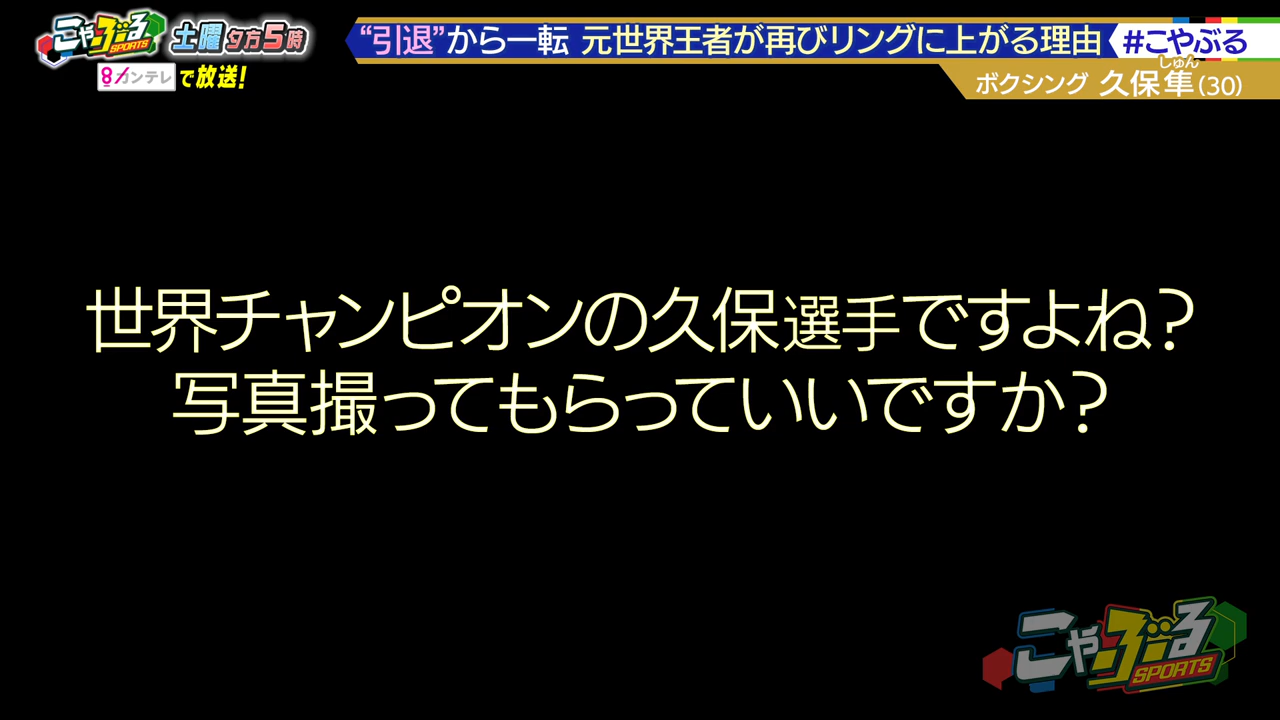 こやぶる SPORTS 土曜夕方5時
8カンテレで放送!
“引退”から一転 元世界王者が再びリングに上がる理由 #こやぶる
しゅん
ボクシング 久保隼(30)
世界チャンピオンの久保選手ですよね?
写真撮ってもらっていいですか?
こやぶる
SPORTS